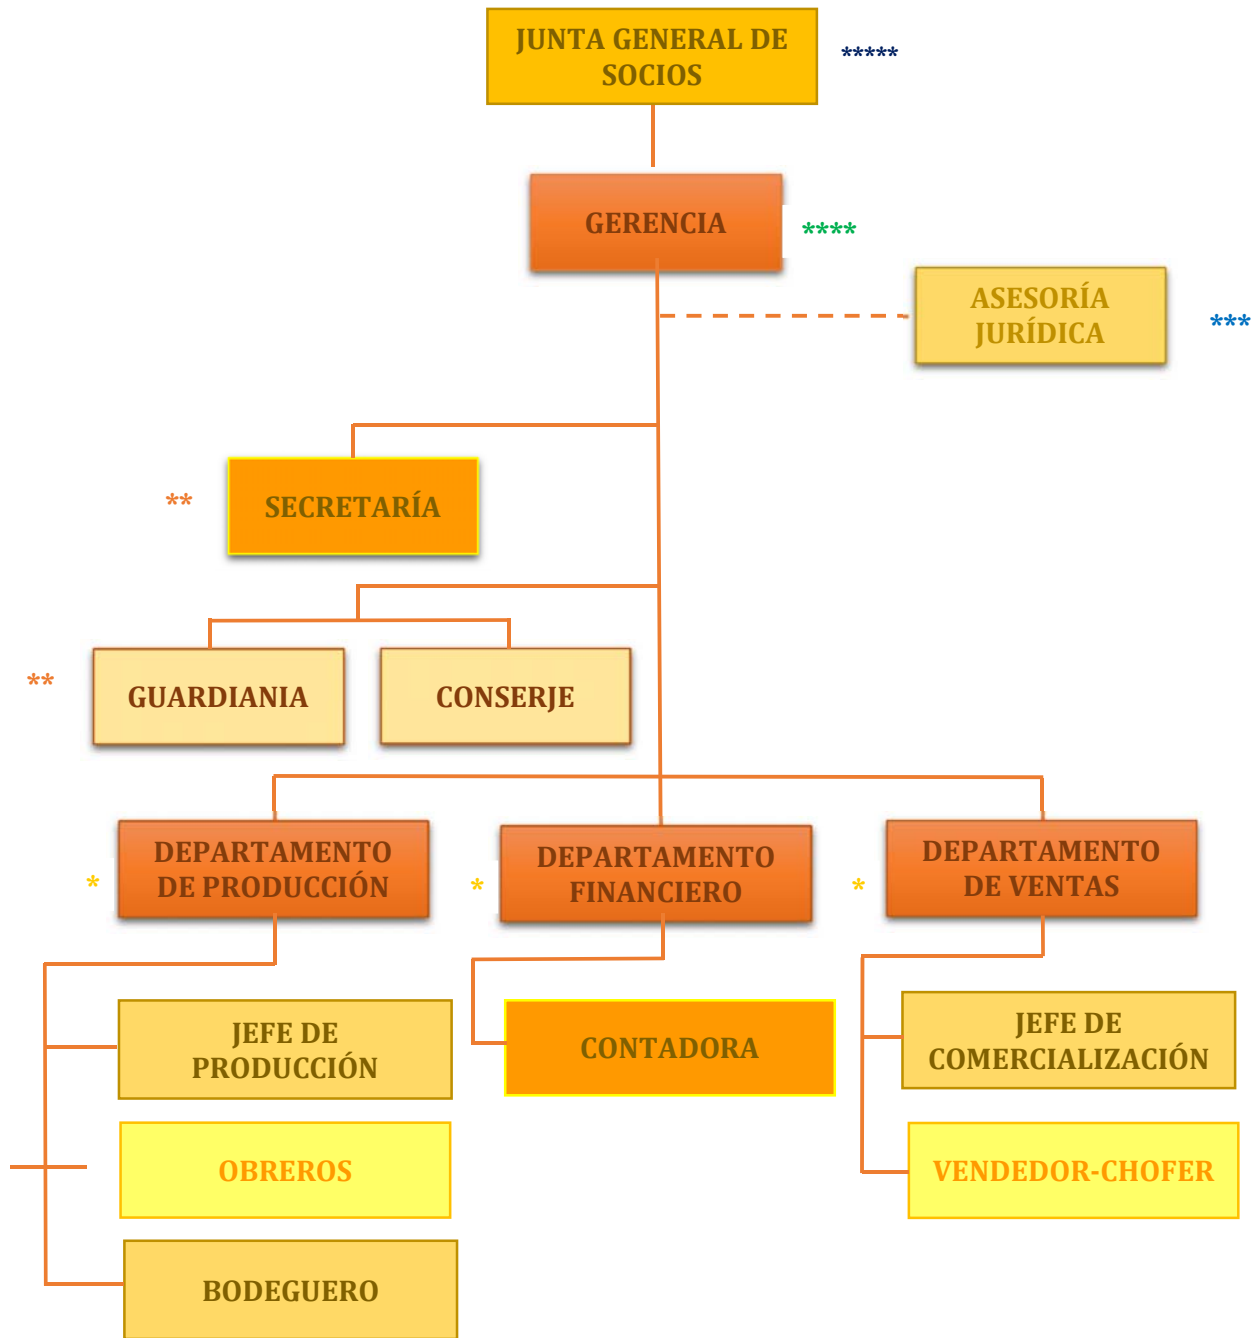 JUNTA GENERAL DE
SOCIOS
*****
GERENCIA
****
ASESORÍA
JURÍDICA
***
**
SECRETARÍA
**
GUARDIANIA
CONSERJE
*
DEPARTAMENTO
DE PRODUCCIÓN
*
DEPARTAMENTO
FINANCIERO
*
DEPARTAMENTO
DE VENTAS
JEFE DE
PRODUCCIÓN
CONTADORA
JEFE DE
COMERCIALIZACIÓN
OBREROS
VENDEDOR-CHOFER
BODEGUERO